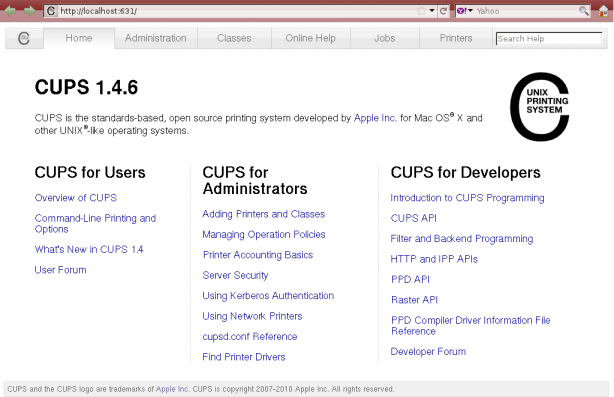 http://localhost:631/
Yahoo
Home Administration Classes Online Help Jobs Printers Search Help
CUPS 1.4.6
CUPS is the standards-based, open source printing system developed by Apple Inc. for Mac OS® X and
other UNIX®-like operating systems.
UNIX
PRINTING
SYSTEM
CUPS for Users
Overview of CUPS
Command-Line Printing and
Options
What's New in CUPS 1.4
User Forum
CUPS for
Administrators
Adding Printers and Classes
Managing Operation Policies
Printer Accounting Basics
Server Security
Using Kerberos Authentication
Using Network Printers
cupsd.conf Reference
Find Printer Drivers
CUPS for Developers
Introduction to CUPS Programming
CUPS API
Filter and Backend Programming
HTTP and IPP APIs
PPD API
Raster API
PPD Compiler Driver Information File
Reference
Developer Forum
CUPS and the CUPS logo are trademarks of Apple Inc. CUPS is copyright 2007-2010 Apple Inc. All rights reserved.